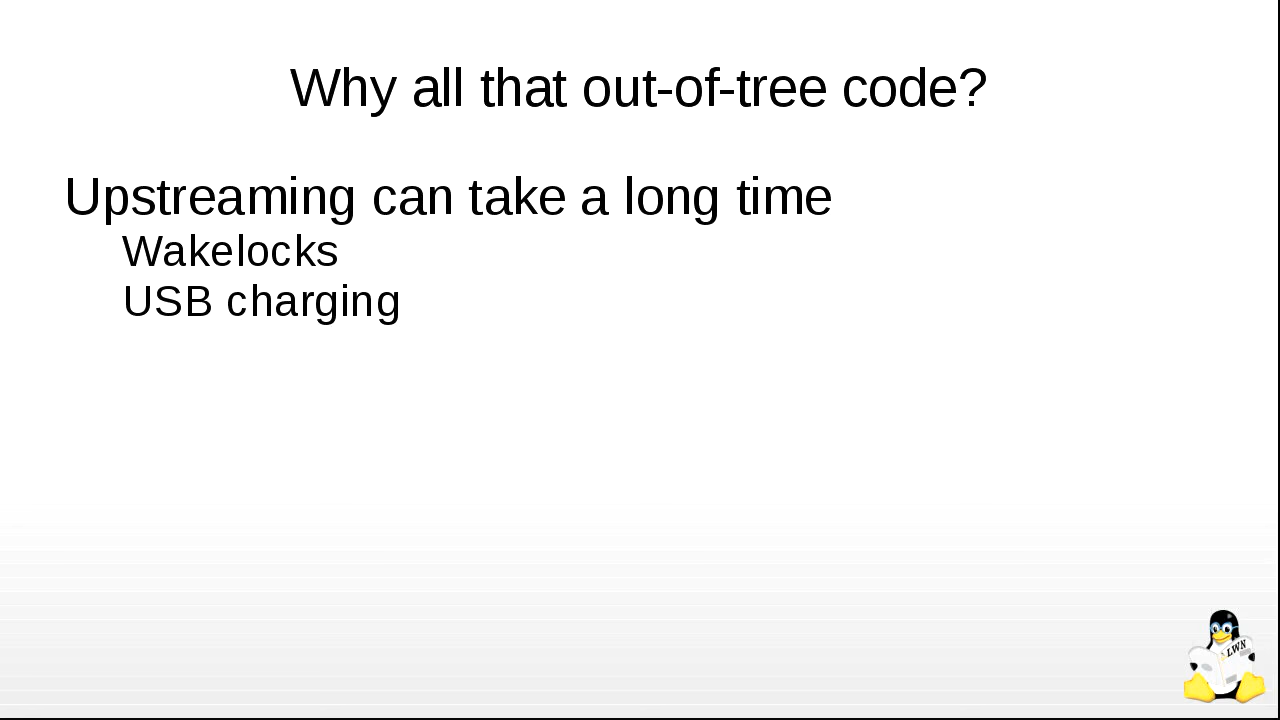 Why all that out-of-tree code?
Upstreaming can take a long time
Wakelocks
USB charging
LWN